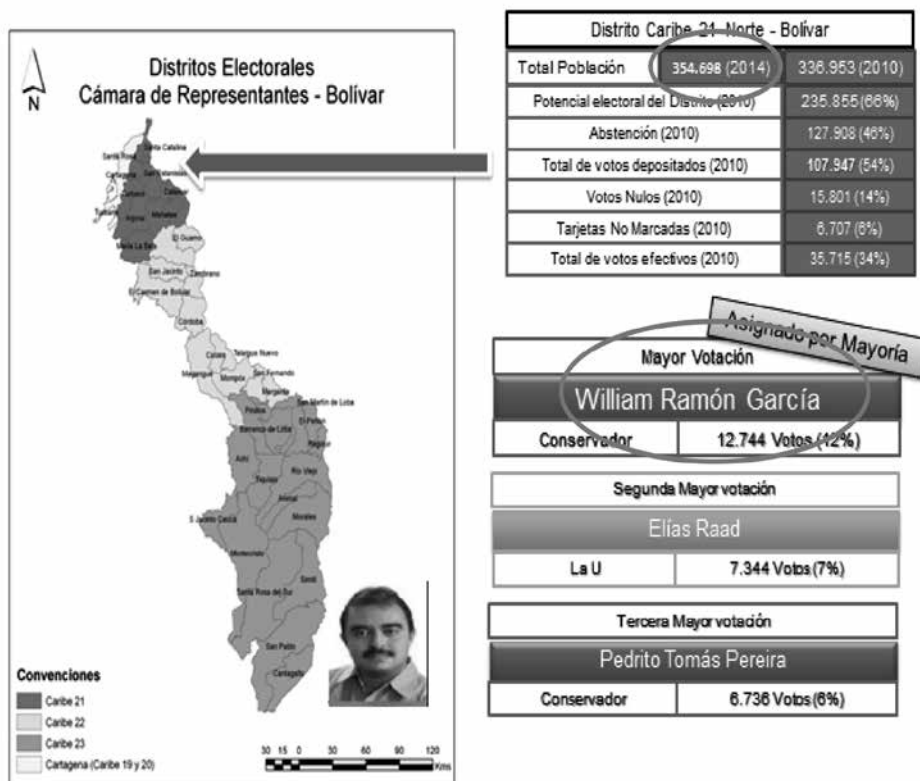 Distritos Electorales
Cámara de Representantes - Bolívar
N
Santa Catalina
Santa Rosa
Cartagena
Mahates
María La Baja
El Guamo
San Jacinto
Zambrano
El Carmen de Bolívar
Córdoba
Talaigua Nuevo
Cicuco
Magangué
Mompós
San Fernando
Margarita
San Martín de Loba
Pinillos
El Peñón
Barranco de Loba
Regidor
Achí
Río Viejo
Tiquisio
Arenal
Morales
S Jacinto Cauca
Montecristo
Simití
Santa Rosa del Sur
San Pablo
Cantagallo
Convenciones
Caribe 21
Caribe 22
Caribe 23
Cartagena (Caribe 19 y 20)
30 15 0 30 60 90 120
Kms
Distrito Caribe 21 Norte - Bolívar
Total Población 354.698 (2014) 336.953 (2010)
Potencial electoral del Distrito (2010) 235.855 (66%)
Abstención (2010) 127.908 (46%)
Total de votos depositados (2010) 107.947 (54%)
Votos Nulos (2010) 15.801 (14%)
Tarjetas No Marcadas (2010) 6.707 (6%)
Total de votos efectivos (2010) 35.715 (34%)
Asignado por Mayoría
Mayor Votación
William Ramón García
Conservador 12.744 Votos (12%)
Segunda Mayor votación
Elías Raad
La U 7.344 Votos (7%)
Tercera Mayor votación
Pedrito Tomás Pereira
Conservador 6.736 Votos (6%)